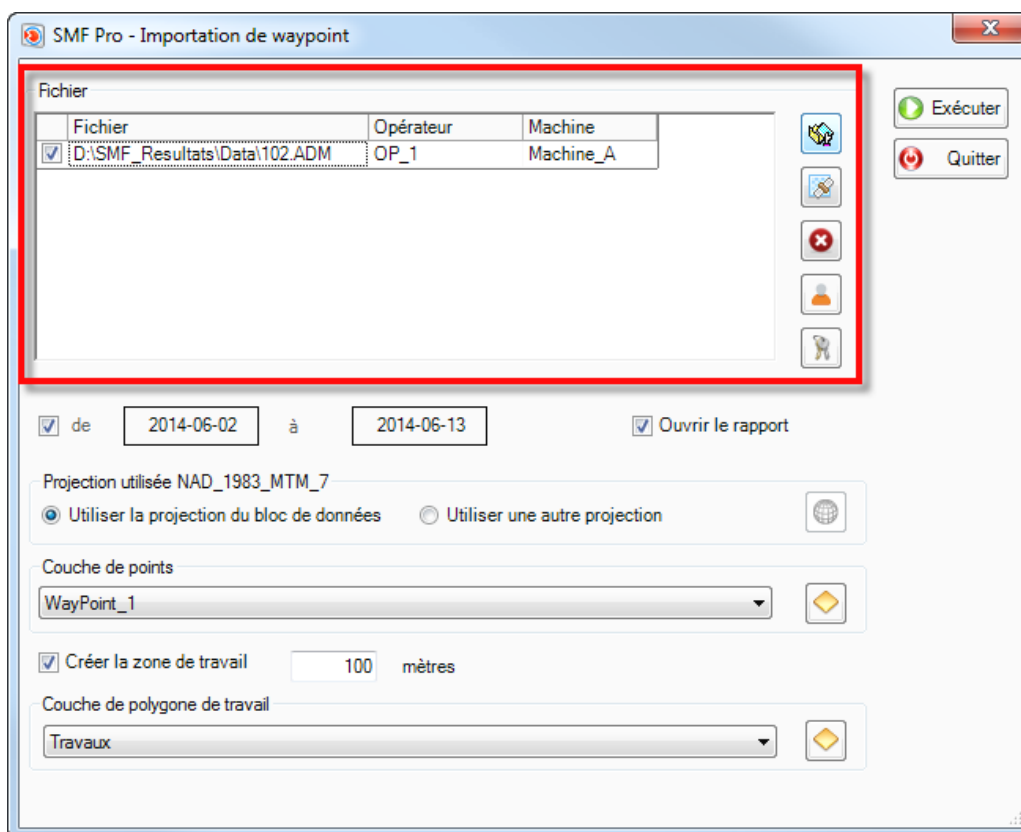 SMF Pro - Importation de waypoint
Fichier
Fichier Opérateur Machine
D:\SMF_Resultats\Data\102.ADM OP_1 Machine_A
Exécuter
Quitter
de 2014-06-02 à 2014-06-13 Ouvrir le rapport
Projection utilisée NAD_1983_MTM_7
Utiliser la projection du bloc de données Utiliser une autre projection
Couche de points
WayPoint_1
Créer la zone de travail 100 mètres
Couche de polygone de travail
Travaux